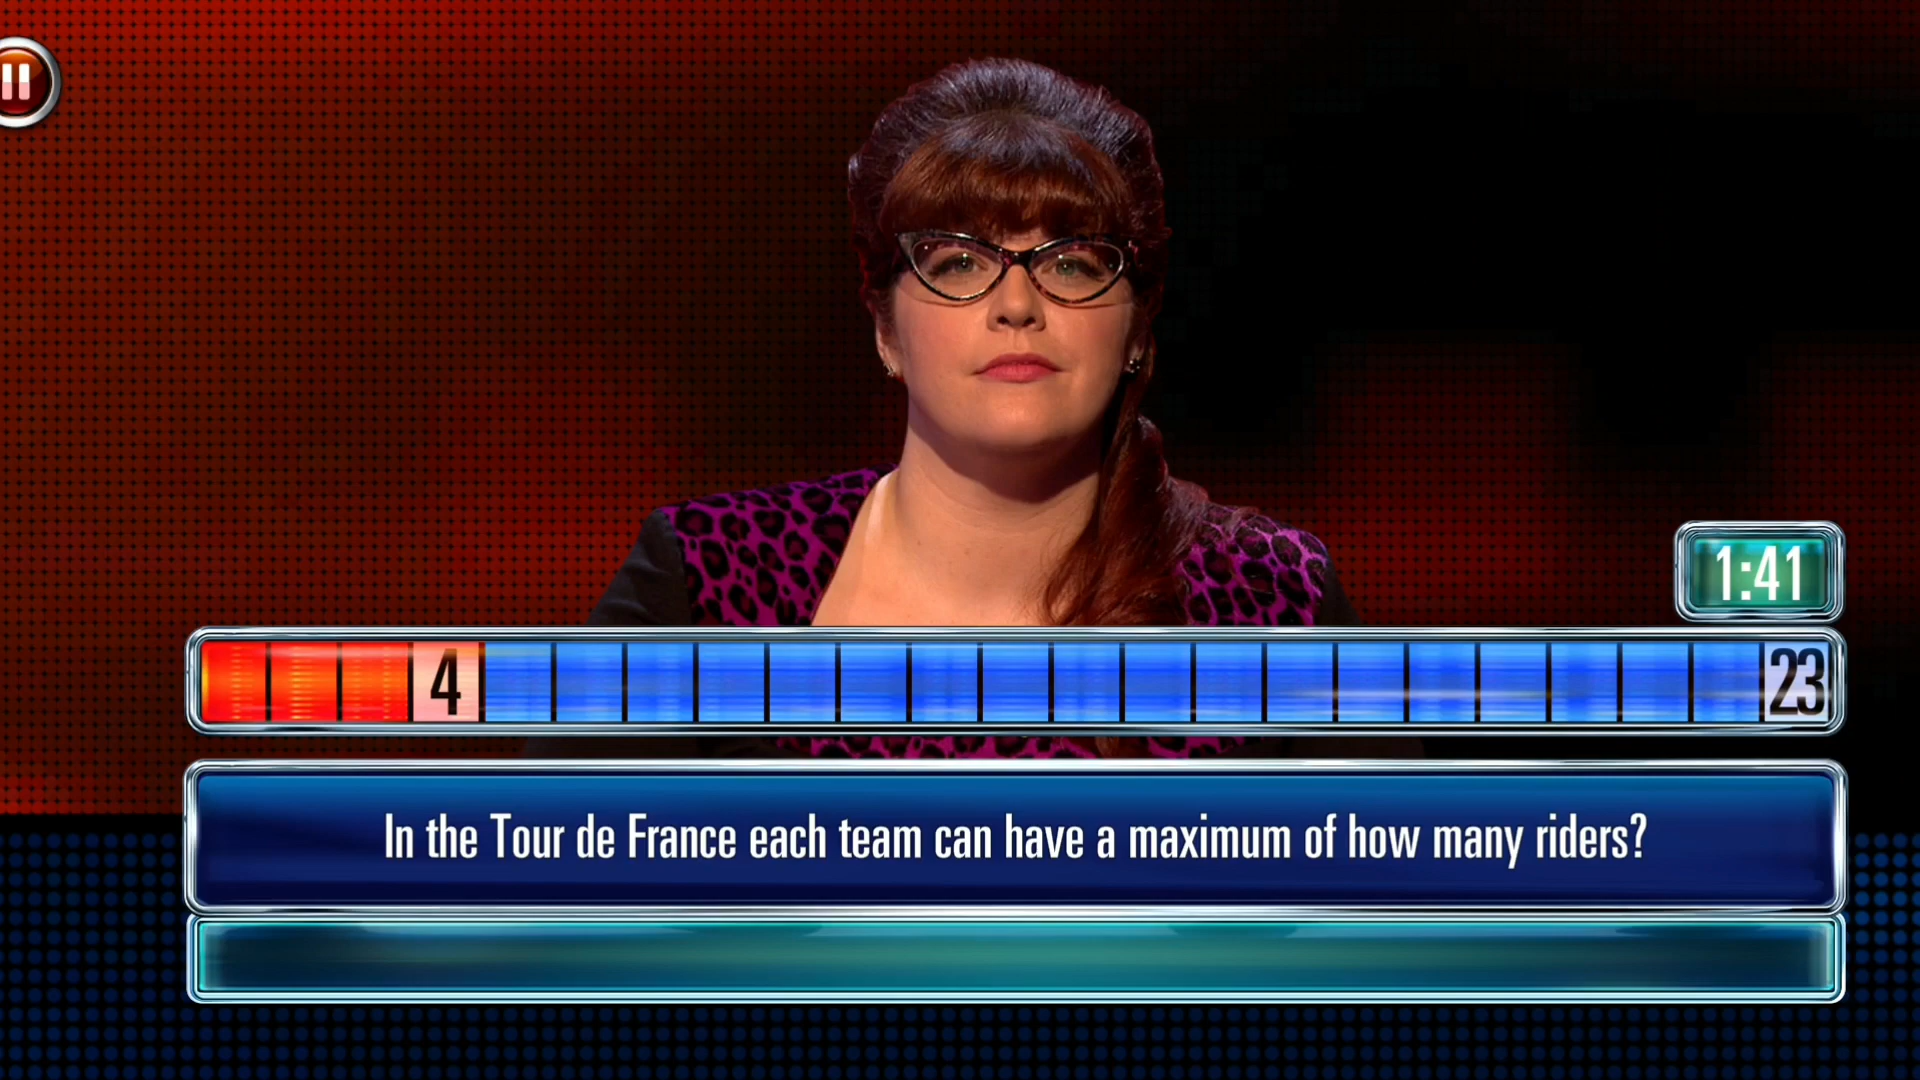 1:41
4
23
In the Tour de France each team can have a maximum of how many riders?